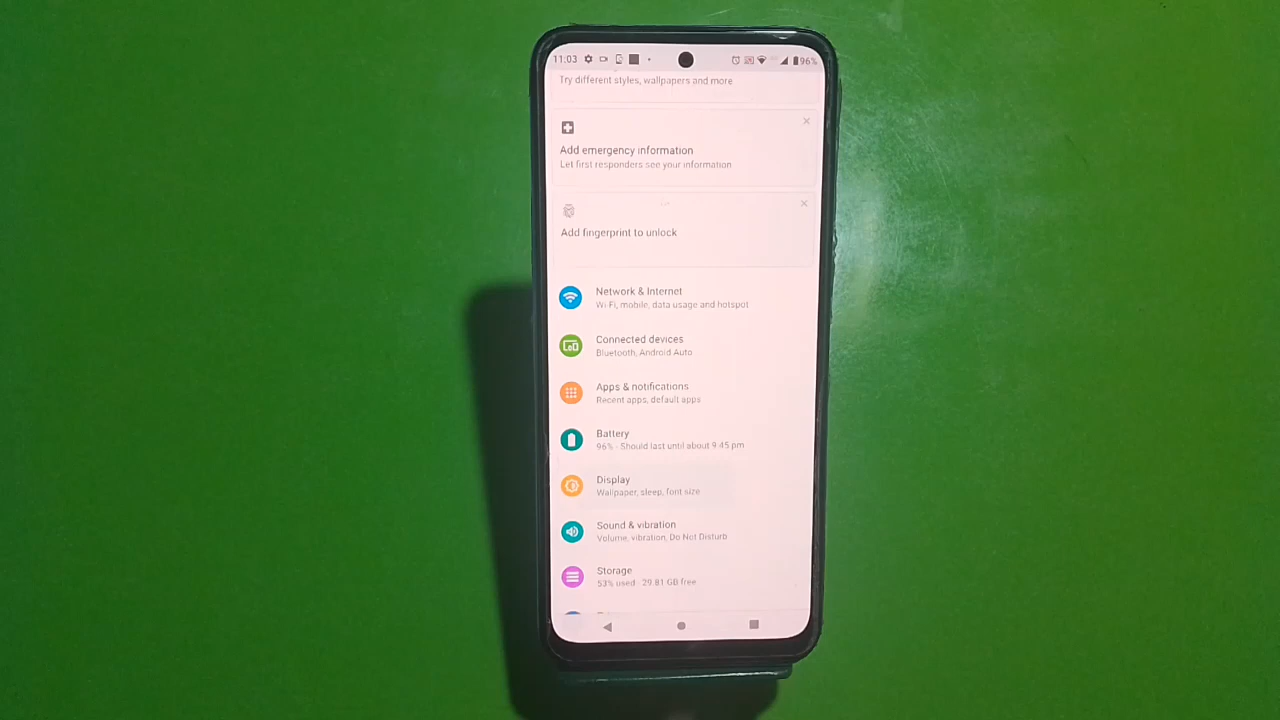 11:03
96%
Try different styles, wallpapers and more
Add emergency information
Let first responders see your information
Add fingerprint to unlock
Network & Internet
Wi-Fi, mobile, data usage and hotspot
Connected devices
Bluetooth, Android Auto
Apps & notifications
Recent apps, default apps
Battery
96% - Should last until about 9:45 pm
Display
Wallpaper, sleep, font size
Sound & vibration
Volume, vibration, Do Not Disturb
Storage
53% used - 29.81 GB free